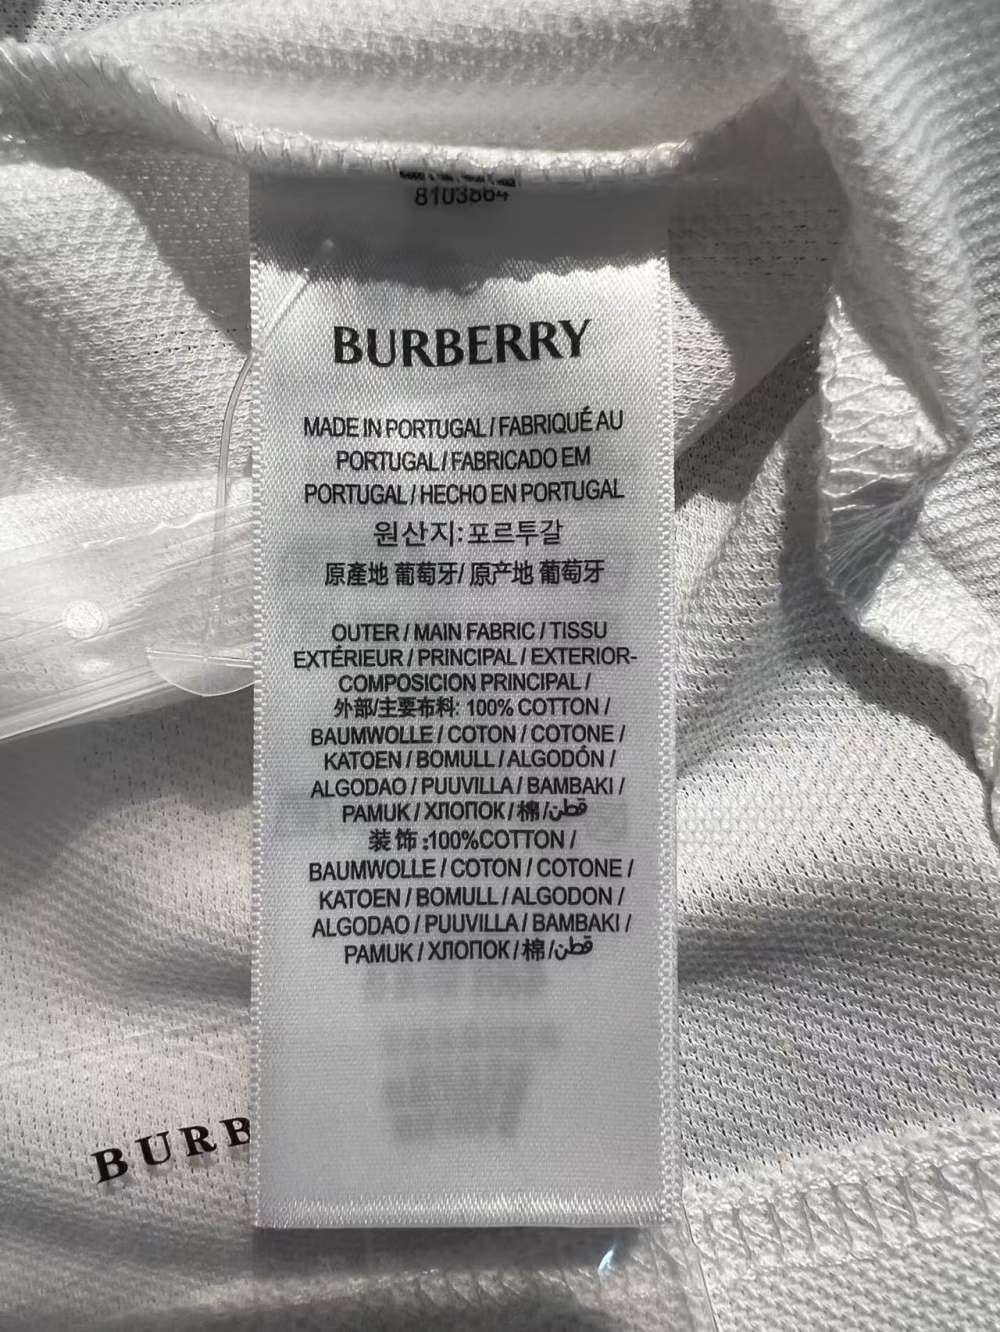 8103864
BURBERRY
MADE IN PORTUGAL / FABRIQUÉ AU
PORTUGAL / FABRICADO EM
PORTUGAL / HECHO EN PORTUGAL
원산지: 포르투갈
原產地 葡萄牙/ 原产地 葡萄牙
OUTER / MAIN FABRIC / TISSU
EXTÉRIEUR / PRINCIPAL / EXTERIOR-
COMPOSICION PRINCIPAL /
外部/主要布料: 100% COTTON /
BAUMWOLLE / COTON / COTONE /
KATOEN / BOMULL / ALGODÓN /
ALGODAO / PUUVILLA / BAMBAKI /
PAMUK / ХЛОПОК / 棉 /قطن
装饰 :100%COTTON /
BAUMWOLLE / COTON / COTONE /
KATOEN / BOMULL / ALGODON /
ALGODAO / PUUVILLA / BAMBAKI /
PAMUK / ХЛОПОК / 棉 /قطن
BURB